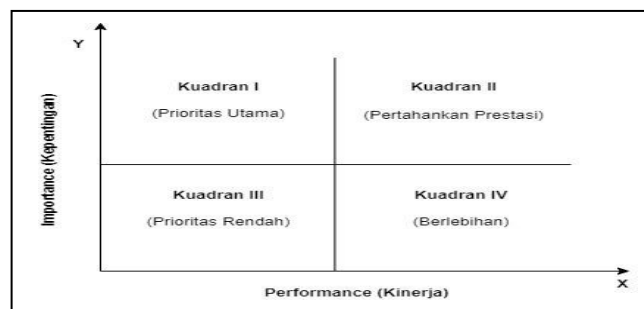 Y
Importance (Kepentingan)
Kuadran I
(Prioritas Utama)
Kuadran II
(Pertahankan Prestasi)
Kuadran III
(Prioritas Rendah)
Kuadran IV
(Berlebihan)
X
Performance (Kinerja)